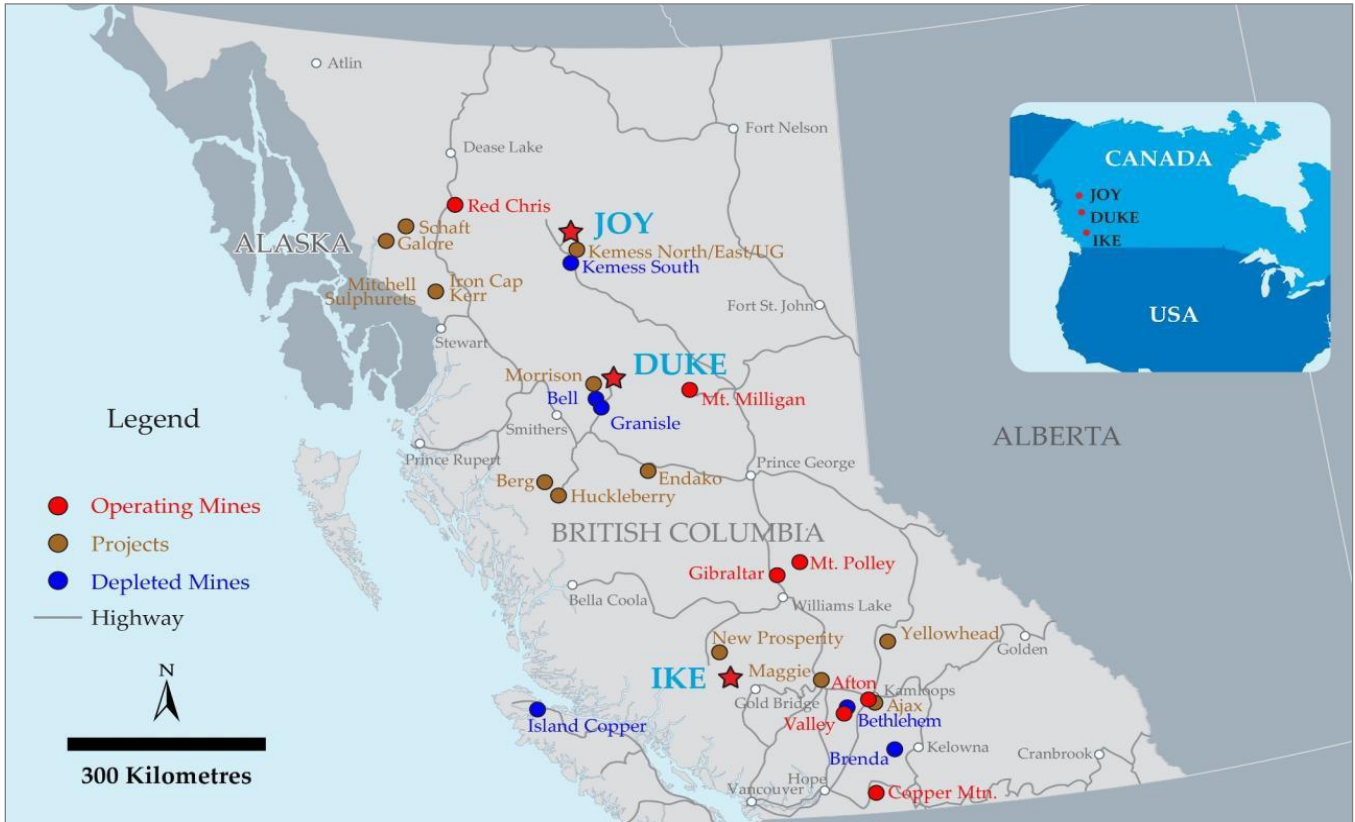 Atlin
Fort Nelson
Dease Lake
Red Chris
JOY
Schaft
Galore
ALASKA
Kemess North/East/UG
Kemess South
Mitchell
Sulphurets
Iron Cap
Kerr
Fort St. John
Stewart
DUKE
Morrison
Bell
Mt. Milligan
Granisle
Smithers
Prince Rupert
Prince George
Endako
Berg
Huckleberry
BRITISH COLUMBIA
ALBERTA
Mt. Polley
Gibraltar
Bella Coola
Williams Lake
New Prosperity
Yellowhead
Golden
IKE
Maggie
Afton
Kamloops
Gold Bridge
Ajax
Valley
Bethlehem
Island Copper
Brenda
Kelowna
Cranbrook
Hope
Vancouver
Copper Mtn.
Legend
Operating Mines
Projects
Depleted Mines
Highway
N
300 Kilometres
CANADA
JOY
DUKE
IKE
USA